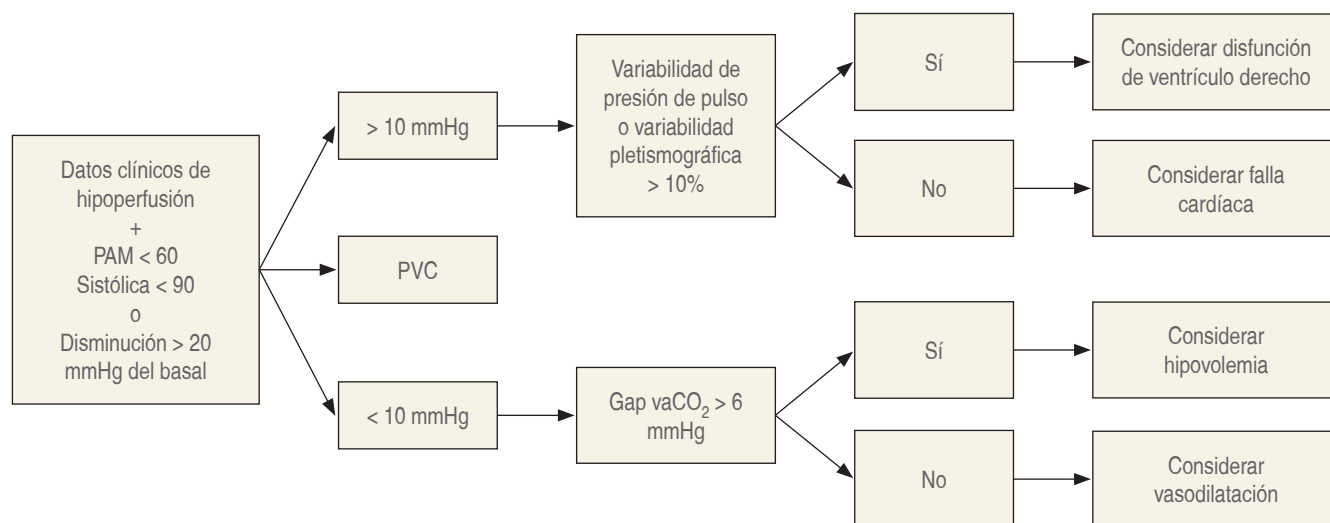 Datos clínicos de
hipoperfusión
+
PAM < 60
Sistólica < 90
o
Disminución > 20
mmHg del basal
> 10 mmHg
PVC
< 10 mmHg
Variabilidad de
presión de pulso
o variabilidad
pletismográfica
> 10%
Gap vaCO₂ > 6
mmHg
Sí
No
Sí
No
Considerar disfunción
de ventrículo derecho
Considerar falla
cardíaca
Considerar
hipovolemia
Considerar
vasodilatación